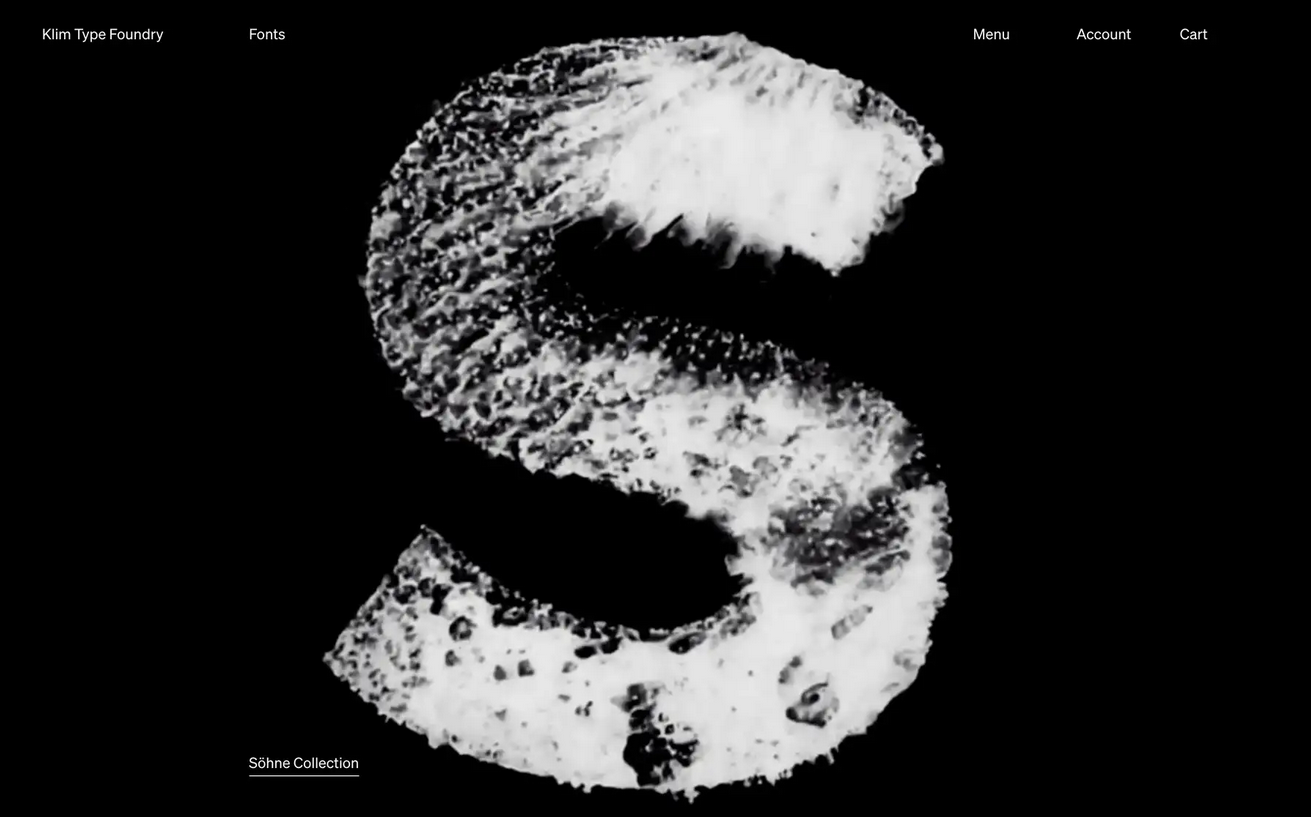 Klim Type Foundry
Fonts
Menu
Account
Cart
S
Söhne Collection